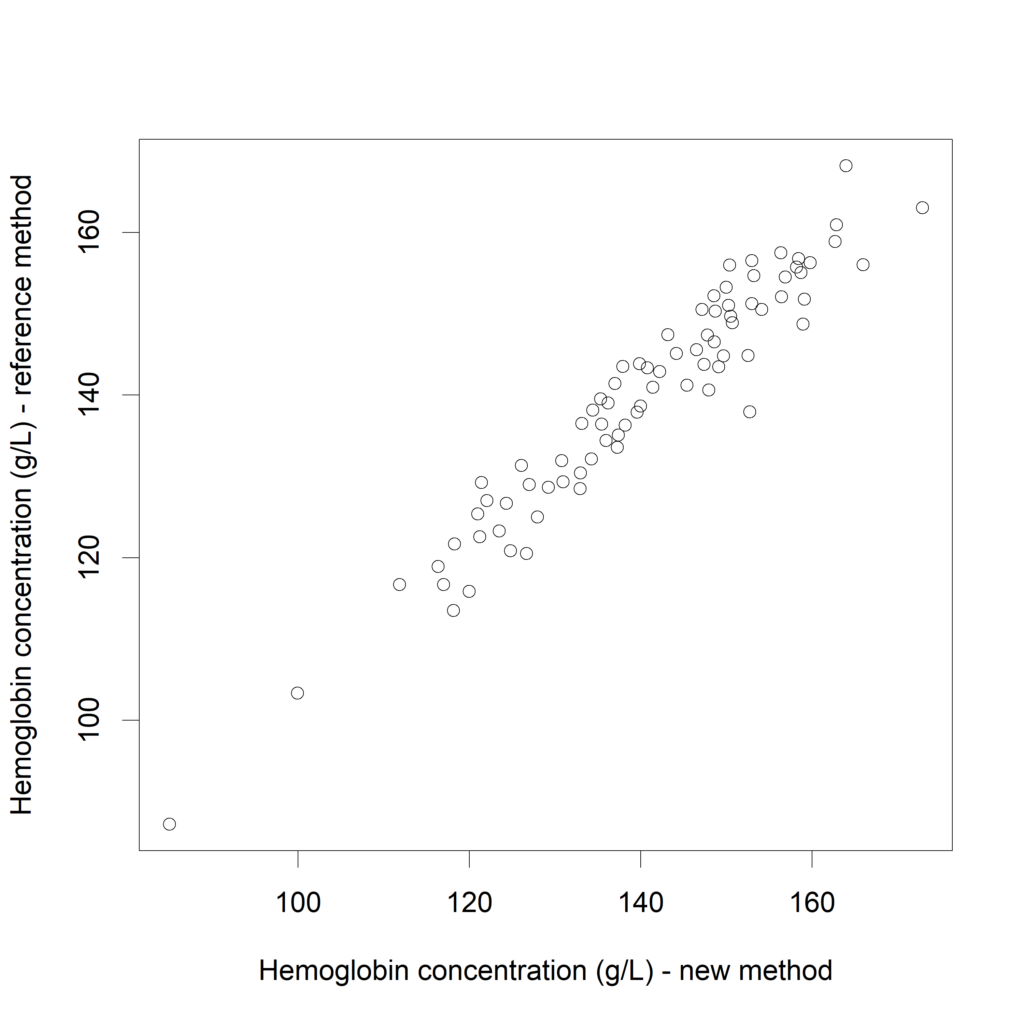 Hemoglobin concentration (g/L) - reference method
160
140
120
100
100 120 140 160
Hemoglobin concentration (g/L) - new method